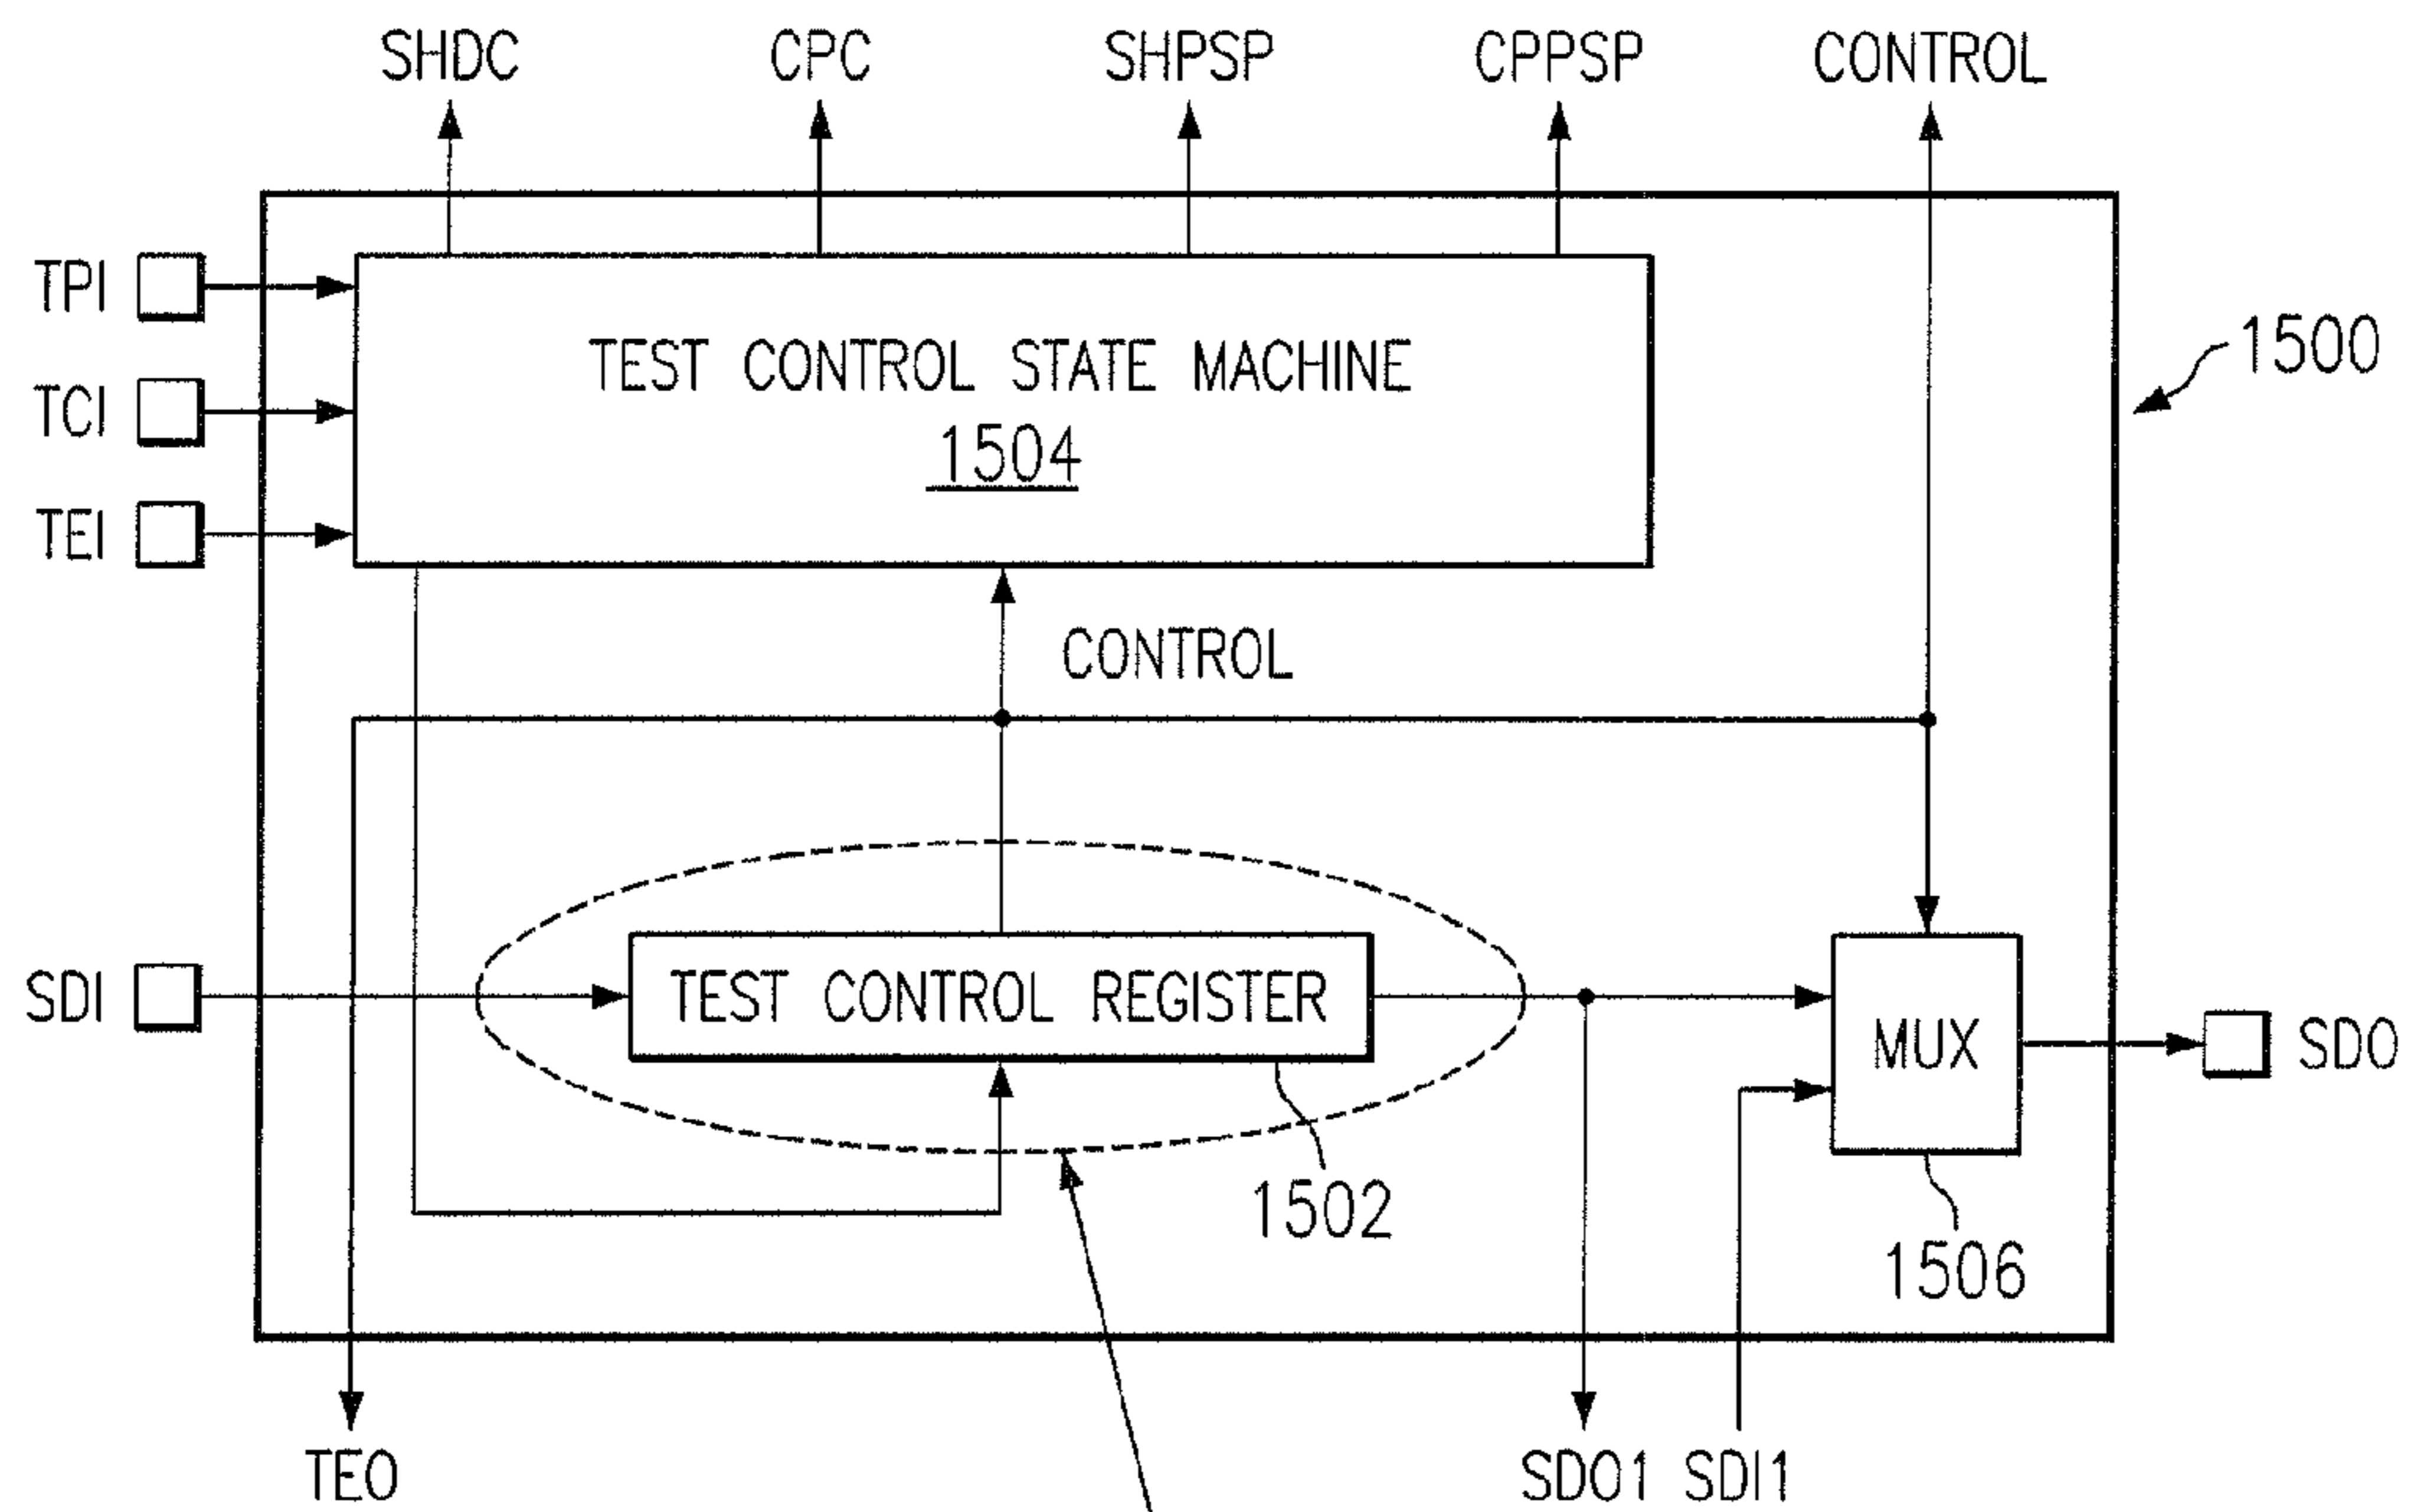 SHDC CPC SHPSP CPPSP CONTROL
TPI
TEST CONTROL STATE MACHINE
1500
TCI
1504
TEI
CONTROL
SDI
TEST CONTROL REGISTER
MUX
SDO
1502
1506
TEO
SDO1 SDI1